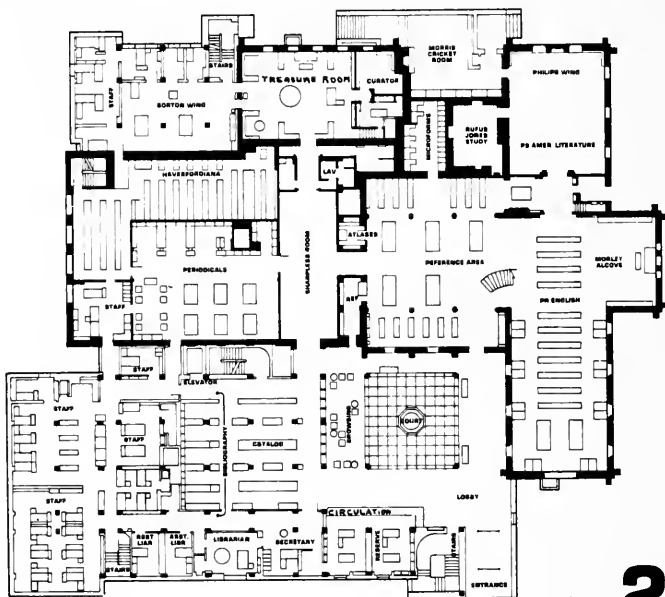 MORRIS
CRICKET
ROOM
STAIRS
TREASURE ROOM
CURATOR
PHILIPS WING
STAFF
BORTON WING
MICROFORMS
RUFUS
JONES
STUDY
PS AMER LITERATURE
HAVERFORDIANA
LAV
SHARPLESS ROOM
ATLASES
REFERENCE AREA
MORLEY
ALCOVE
PERIODICALS
REF
PR ENGLISH
STAFF
STAFF
ELEVATOR
STAFF
STAFF
BIBLIOGRAPHY
CATALOG
BROWSING
COURT
STAFF
LOBBY
CIRCULATION
STAIRS
ASST
LIBR
ASST.
LIBR
LIBRARIAN
SECRETARY
RESERVE
STAIRS
ENTRANCE
2